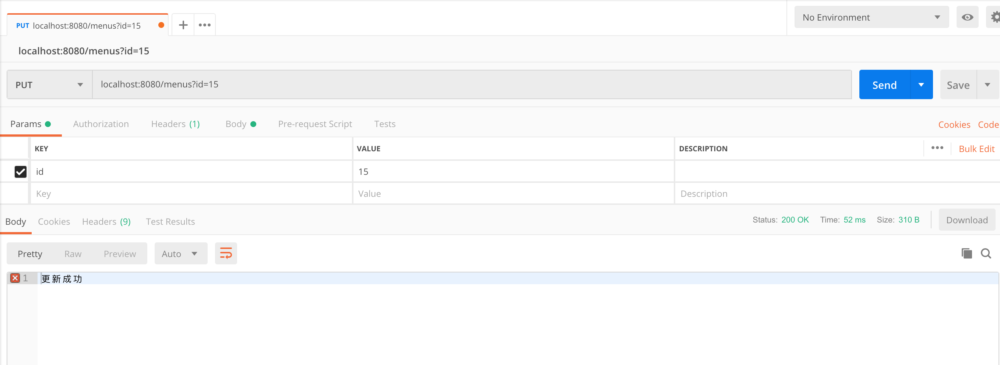 PUT localhost:8080/menus?id=15
No Environment
localhost:8080/menus?id=15
PUT localhost:8080/menus?id=15 Send Save
Params Authorization Headers (1) Body Pre-request Script Tests Cookies Code
KEY VALUE DESCRIPTION Bulk Edit
id 15
Key Value Description
Body Cookies Headers (9) Test Results Status: 200 OK Time: 52 ms Size: 310 B Download
Pretty Raw Preview Auto
1 更新成功